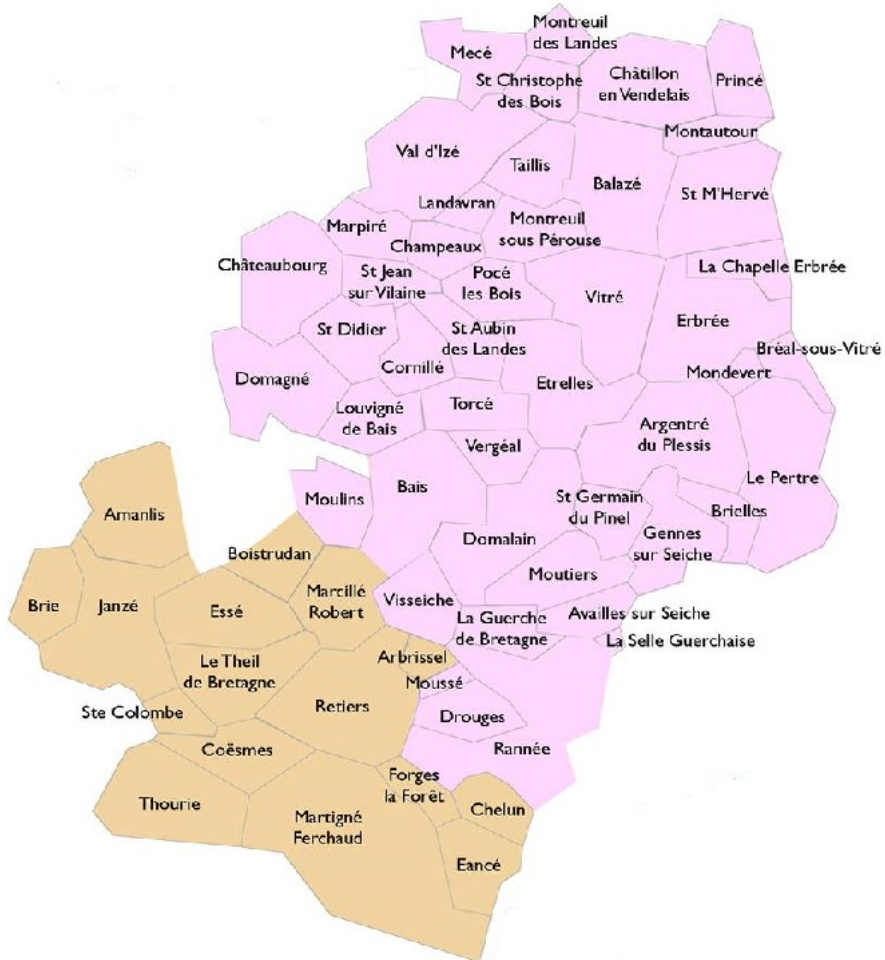 Montreuil
des Landes
Mecé
St Christophe
des Bois
Châtillon
en Vendelais
Princé
Montautour
Val d'Izé
Taillis
Balazé
St M'Hervé
Landavran
Marpiré
Champeaux
Montreuil
sous Pérouse
Châteaubourg
St Jean
sur Vilaine
Pocé
les Bois
Vitré
La Chapelle Erbrée
Erbrée
St Didier
St Aubin
des Landes
Cornillé
Bréal-sous-Vitré
Mondevert
Domagné
Etrelles
Louvigné
de Bais
Torcé
Argentré
du Plessis
Vergéal
Le Pertre
Moulins
Bais
St Germain
du Pinel
Brielles
Amanlis
Domalain
Gennes
sur Seiche
Boistrudan
Moutiers
Brie
Janzé
Essé
Marcillé
Robert
Visseiche
La Guerche
de Bretagne
Availles sur Seiche
La Selle Guerchaise
Le Theil
de Bretagne
Arbrissel
Moussé
Ste Colombe
Retiers
Drouges
Coësmes
Rannée
Forges
la Forêt
Thourie
Martigné
Ferchaud
Chelun
Eancé